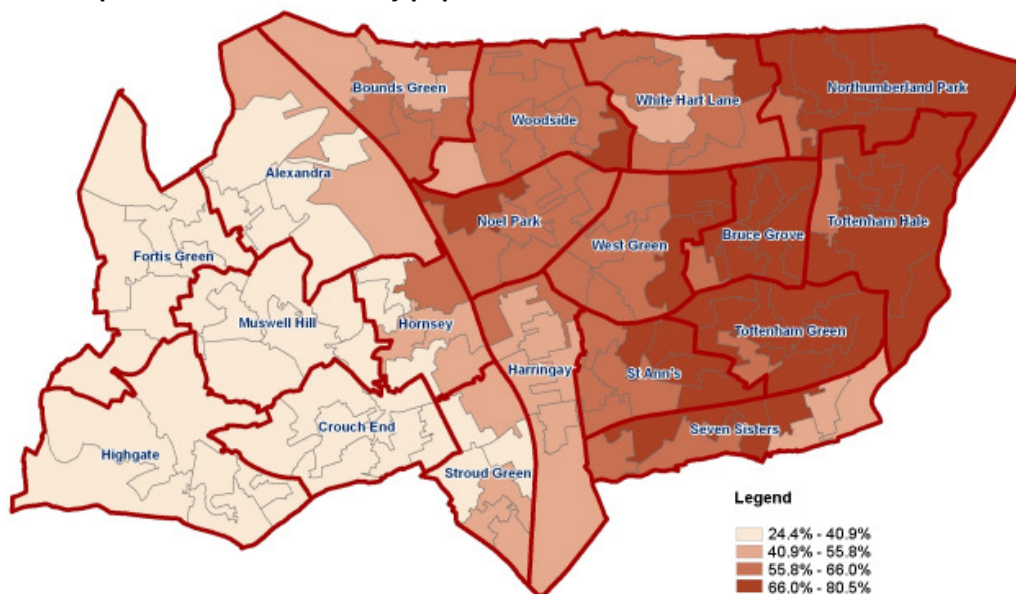 Bounds Green
Woodside
White Hart Lane
Northumberland Park
Alexandra
Noel Park
West Green
Bruce Grove
Tottenham Hale
Fortis Green
Muswell Hill
Hornsey
Harringay
St Ann's
Tottenham Green
Seven Sisters
Highgate
Crouch End
Stroud Green
Legend
24.4% - 40.9%
40.9% - 55.8%
55.8% - 66.0%
66.0% - 80.5%